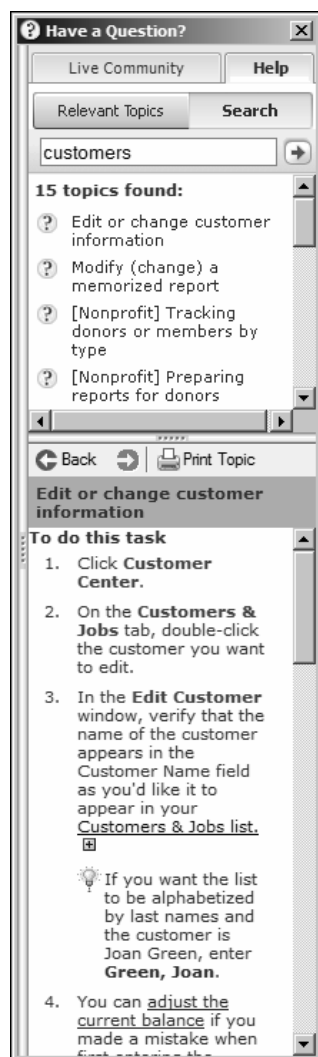 Have a Question?
Live Community
Help
Relevant Topics
Search
customers
15 topics found:
Edit or change customer
information
Modify (change) a
memorized report
[Nonprofit] Tracking
donors or members by
type
[Nonprofit] Preparing
reports for donors
Back
Print Topic
Edit or change customer
information
To do this task
1. Click Customer
Center.
2. On the Customers &
Jobs tab, double-click
the customer you want
to edit.
3. In the Edit Customer
window, verify that the
name of the customer
appears in the
Customer Name field
as you'd like it to
appear in your
Customers & Jobs list.
If you want the list
to be alphabetized
by last names and
the customer is
Joan Green, enter
Green, Joan.
4. You can adjust the
current balance if you
made a mistake when
first entering the